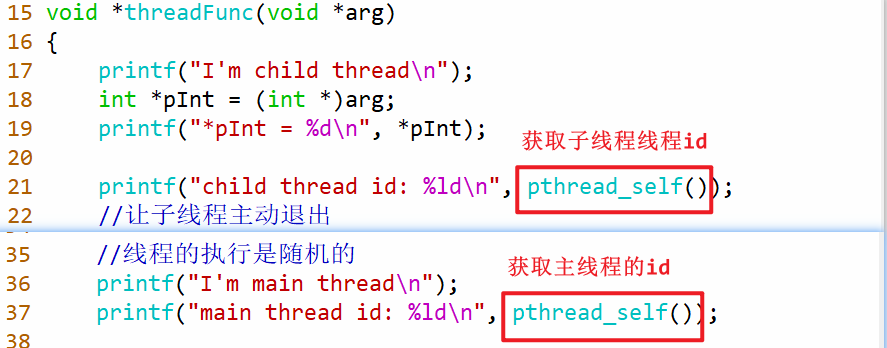 15 void *threadFunc(void *arg)
16 {
17     printf("I'm child thread\n");
18     int *pInt = (int *)arg;
19     printf("*pInt = %d\n", *pInt);
获取子线程线程id
20
21     printf("child thread id: %ld\n", pthread_self());
22     //让子线程主动退出
35     //线程的执行是随机的
获取主线程的id
36     printf("I'm main thread\n");
37     printf("main thread id: %ld\n", pthread_self());
38